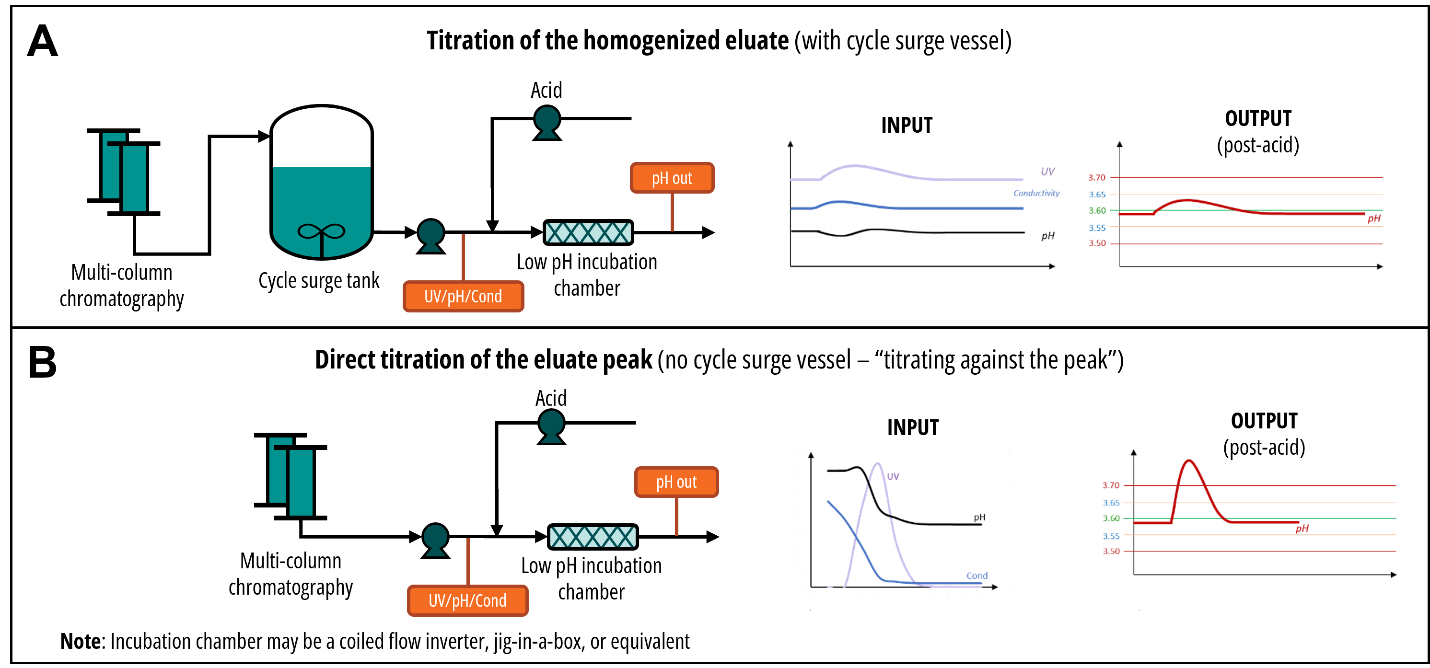 A
Titration of the homogenized eluate (with cycle surge vessel)
Acid
pH out
Multi-column
chromatography
Cycle surge tank
Low pH incubation
chamber
UV/pH/Cond
INPUT
UV
Conductivity
pH
OUTPUT
(post-acid)
3.70
3.65
3.60
3.55
3.50
pH
B
Direct titration of the eluate peak (no cycle surge vessel – “titrating against the peak”)
Acid
pH out
Multi-column
chromatography
Low pH incubation
chamber
UV/pH/Cond
INPUT
UV
pH
Cond
OUTPUT
(post-acid)
3.70
3.65
3.60
3.55
3.50
pH
Note: Incubation chamber may be a coiled flow inverter, jig-in-a-box, or equivalent